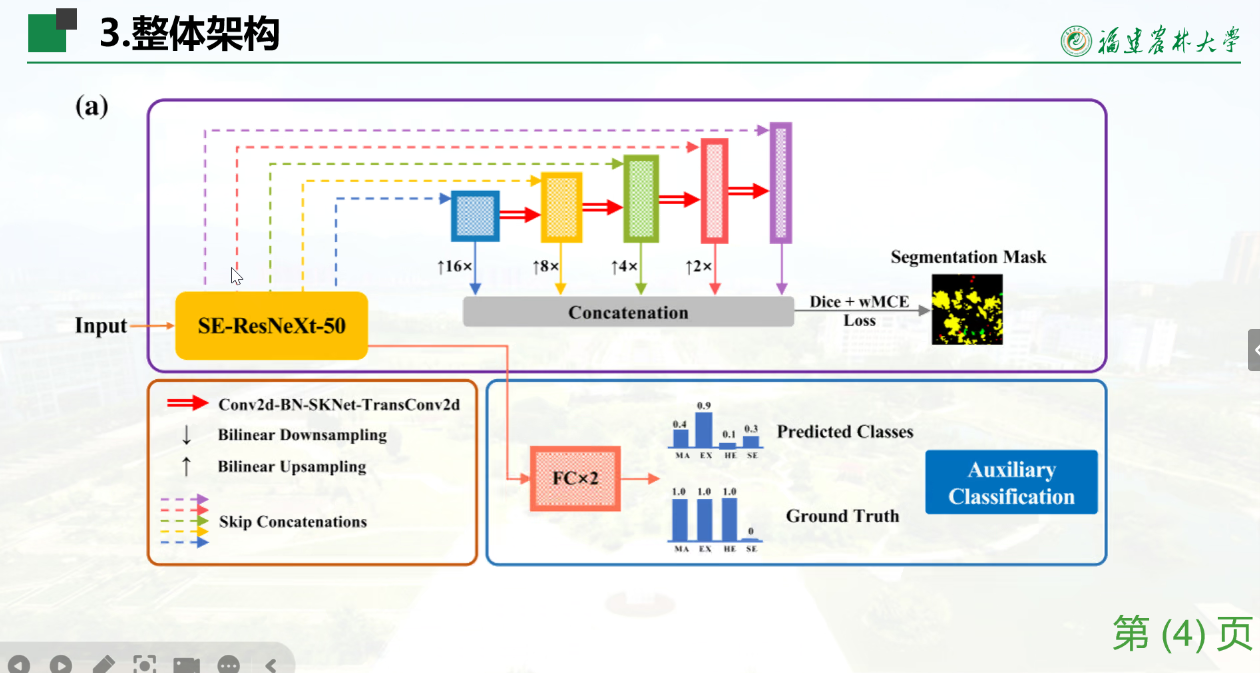 3.整体架构
福建农林大学
(a)
↑16×
↑8×
↑4×
↑2×
Segmentation Mask
Input
SE-ResNeXt-50
Concatenation
Dice + wMCE
Loss
Conv2d-BN-SKNet-TransConv2d
Bilinear Downsampling
Bilinear Upsampling
Skip Concatenations
FC×2
0.4
0.9
0.1
0.3
MA EX HE SE
Predicted Classes
1.0 1.0 1.0
0
MA EX HE SE
Ground Truth
Auxiliary
Classification
第 (4) 页